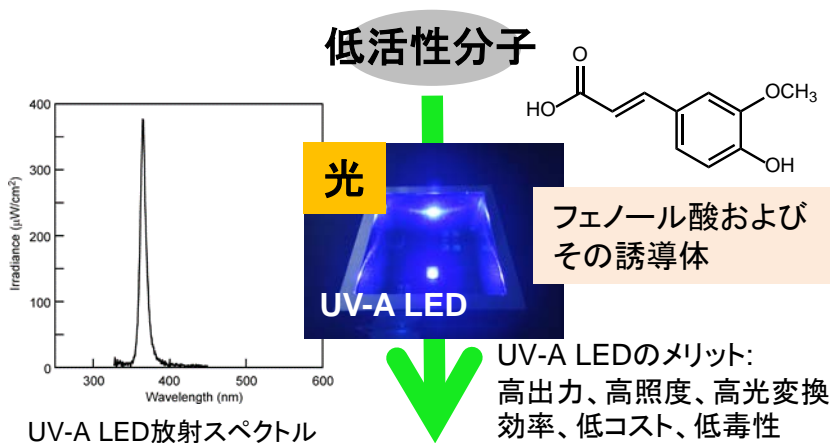 低活性分子
O
HO
OCH3
OH
400
300
200
100
0
Irradiance (μW/cm2)
300
400
500
600
Wavelength (nm)
UV-A LED放射スペクトル
光
UV-A LED
フェノール酸および
その誘導体
UV-A LEDのメリット:
高出力、高照度、高光変換
効率、低コスト、低毒性